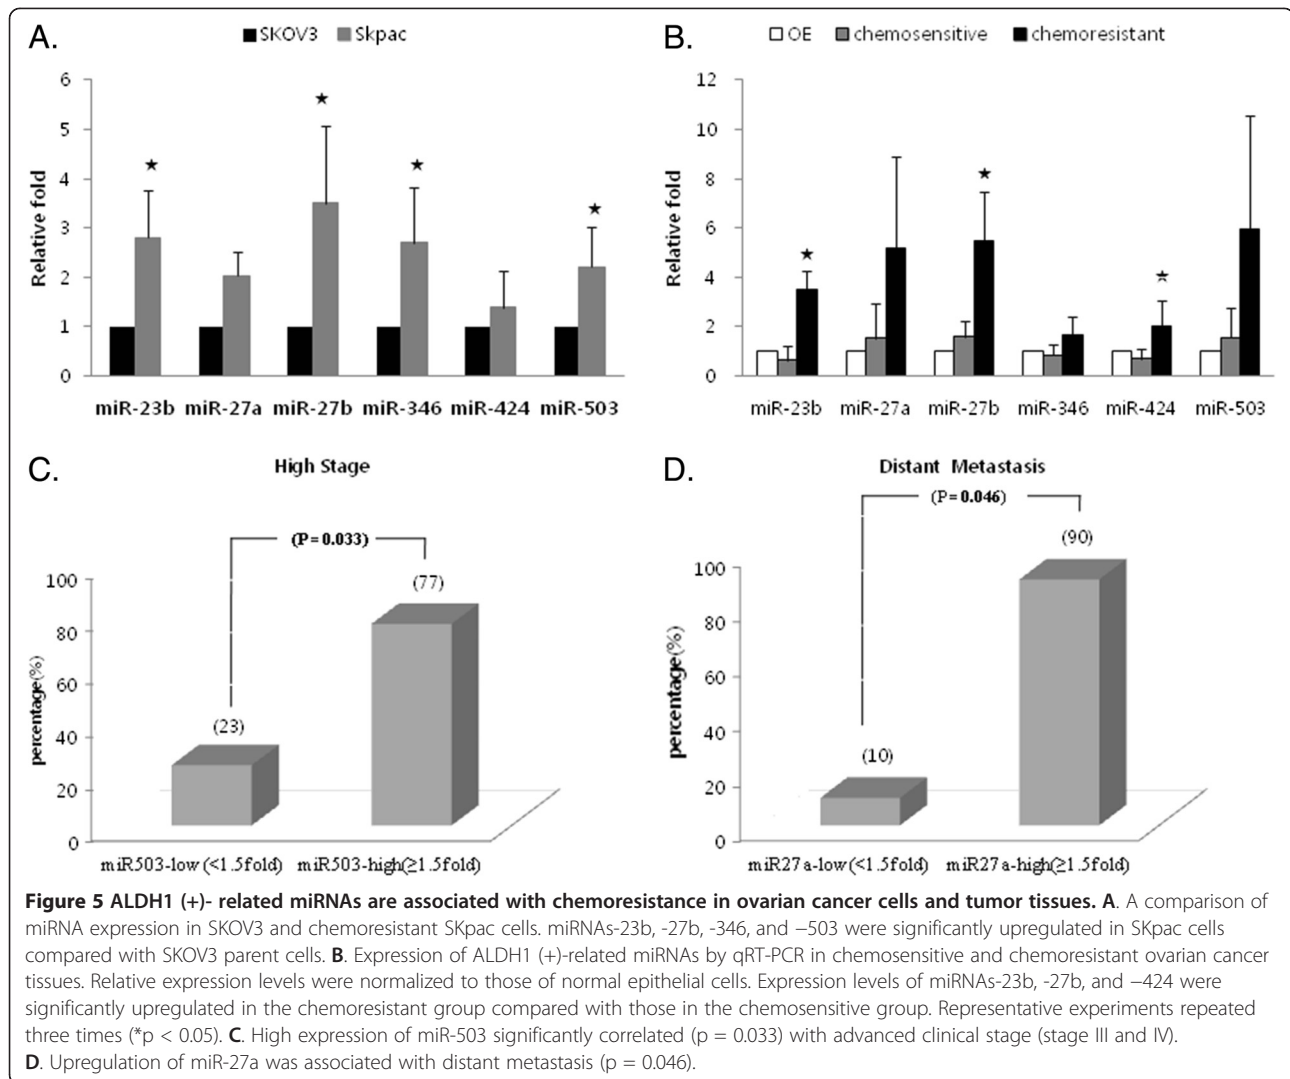 A.
SKOV3 Skpac
Relative fold
6
5
4
3
2
1
0
★ ★ ★ ★
miR-23b miR-27a miR-27b miR-346 miR-424 miR-503
B.
OE chemosensitive chemoresistant
Relative fold
12
10
8
6
4
2
0
★ ★ ★
miR-23b miR-27a miR-27b miR-346 miR-424 miR-503
C.
High Stage
(P=0.033)
percentage(%)
100
80
60
40
20
0
(23)
(77)
miR503-low (<1.5fold) miR503-high(≥1.5fold)
D.
Distant Metastasis
(P=0.046)
percentage(%)
100
80
60
40
20
0
(10)
(90)
miR27a-low (<1.5fold) miR27a-high(≥1.5fold)
Figure 5 ALDH1 (+)- related miRNAs are associated with chemoresistance in ovarian cancer cells and tumor tissues. A. A comparison of
miRNA expression in SKOV3 and chemoresistant SKpac cells. miRNAs-23b, -27b, -346, and −503 were significantly upregulated in SKpac cells
compared with SKOV3 parent cells. B. Expression of ALDH1 (+)-related miRNAs by qRT-PCR in chemosensitive and chemoresistant ovarian cancer
tissues. Relative expression levels were normalized to those of normal epithelial cells. Expression levels of miRNAs-23b, -27b, and −424 were
significantly upregulated in the chemoresistant group compared with those in the chemosensitive group. Representative experiments repeated
three times (*p < 0.05). C. High expression of miR-503 significantly correlated (p = 0.033) with advanced clinical stage (stage III and IV).
D. Upregulation of miR-27a was associated with distant metastasis (p = 0.046).